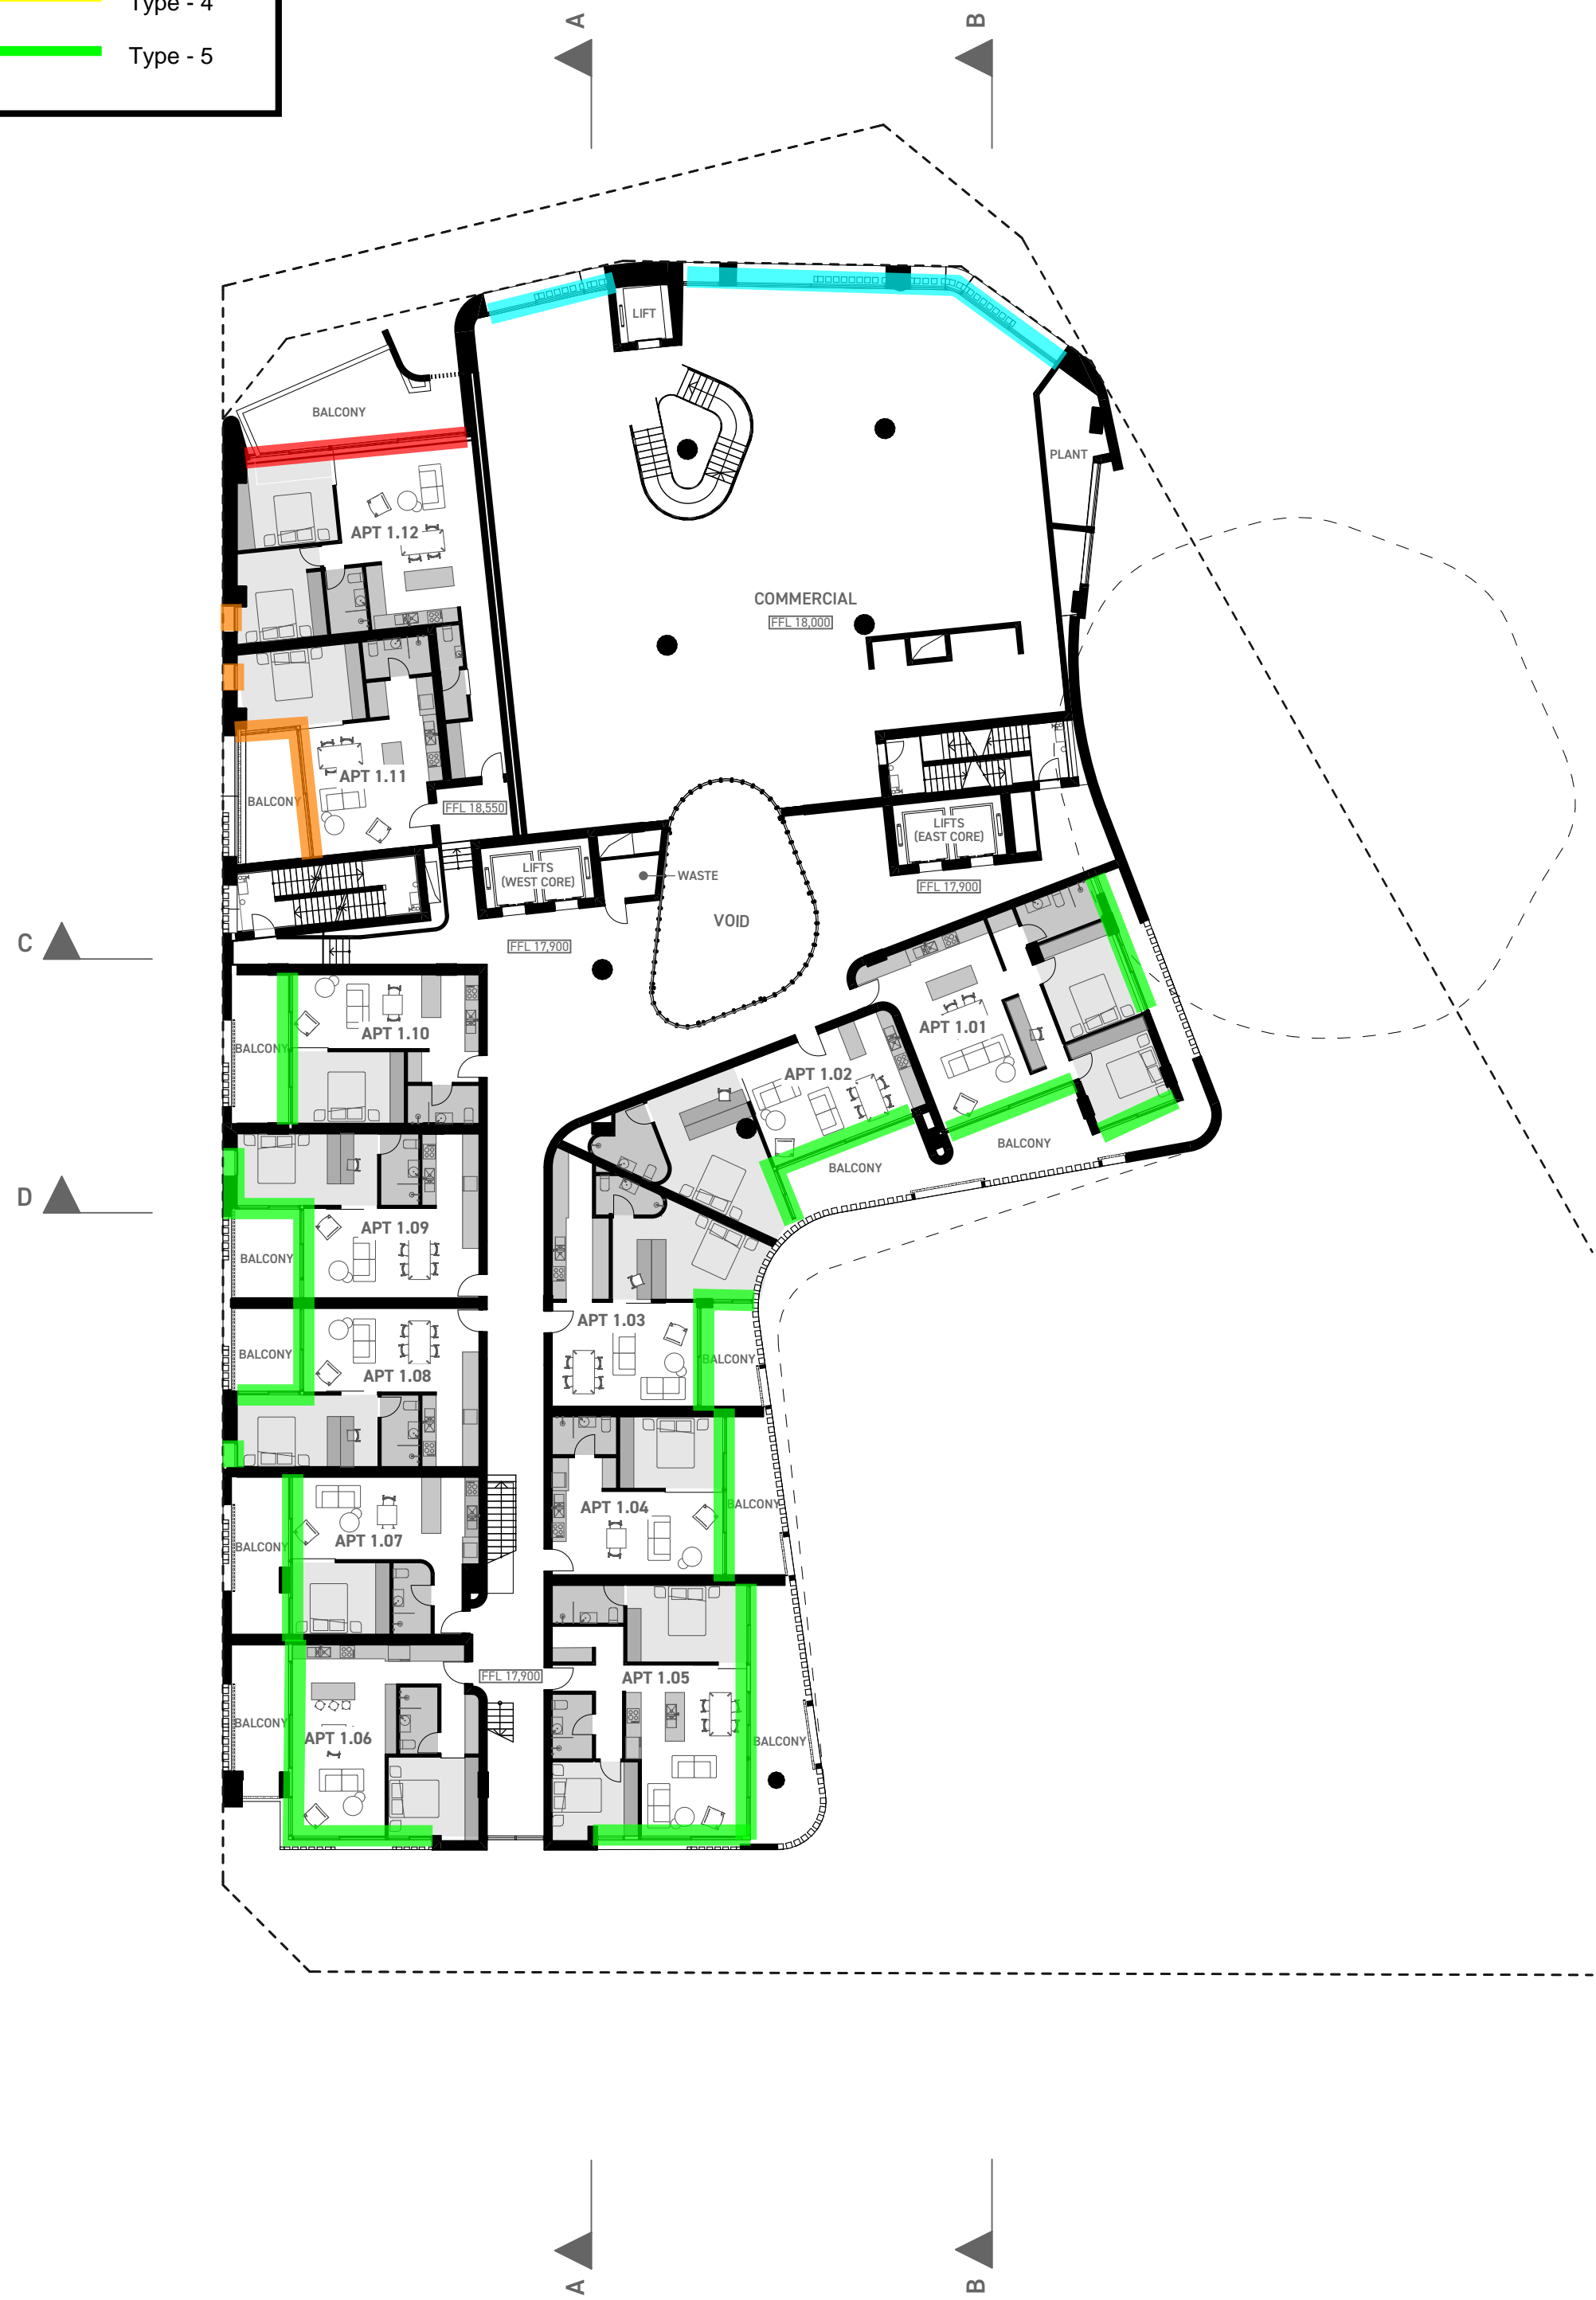 Type - 4
Type - 5
A
B
LIFT
BALCONY
PLANT
APT 1.12
COMMERCIAL
FFL 18,000
APT 1.11
BALCONY
FFL 18,550
LIFTS
(EAST CORE)
LIFTS
(WEST CORE)
WASTE
FFL 17,900
VOID
C
FFL 17,900
APT 1.01
APT 1.10
BALCONY
APT 1.02
BALCONY
BALCONY
D
APT 1.09
BALCONY
APT 1.03
BALCONY
BALCONY
APT 1.08
APT 1.04
BALCONY
APT 1.07
BALCONY
FFL 17,900
APT 1.05
BALCONY
APT 1.06
BALCONY
A
B